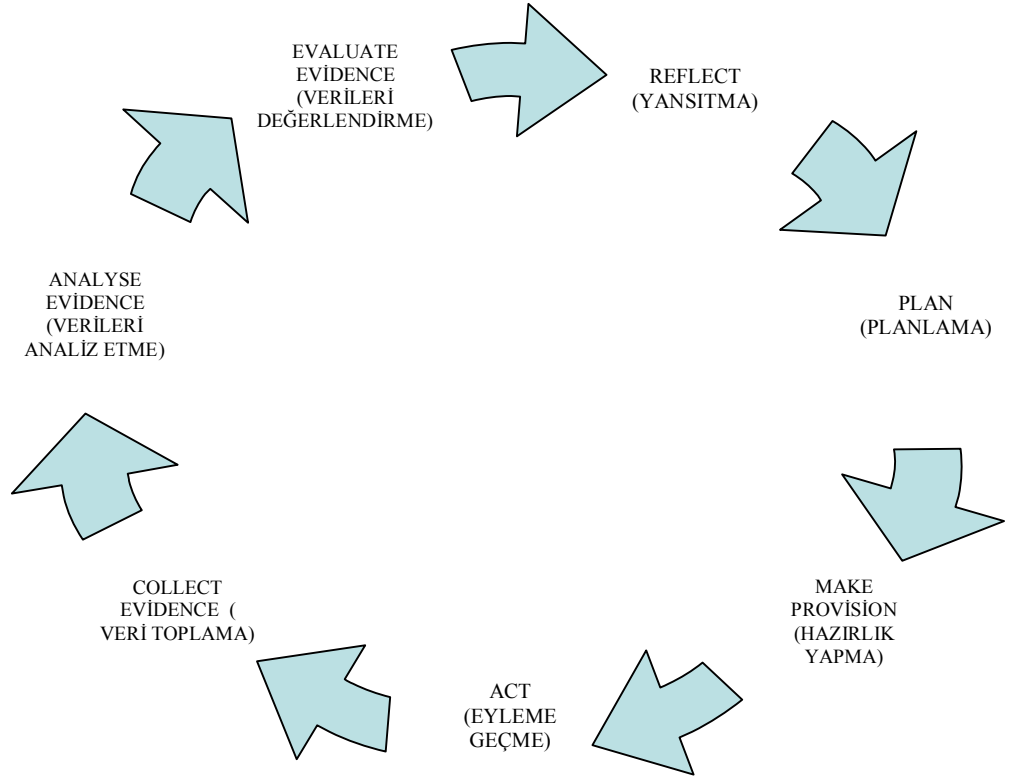 EVALUATE
EVİDENCE
(VERİLERİ
DEĞERLENDİRME)
REFLECT
(YANSITMA)
PLAN
(PLANLAMA)
MAKE
PROVİSİON
(HAZIRLIK
YAPMA)
ACT
(EYLEME
GEÇME)
COLLECT
EVİDENCE (
VERİ TOPLAMA)
ANALYSE
EVİDENCE
(VERİLERİ
ANALİZ ETME)